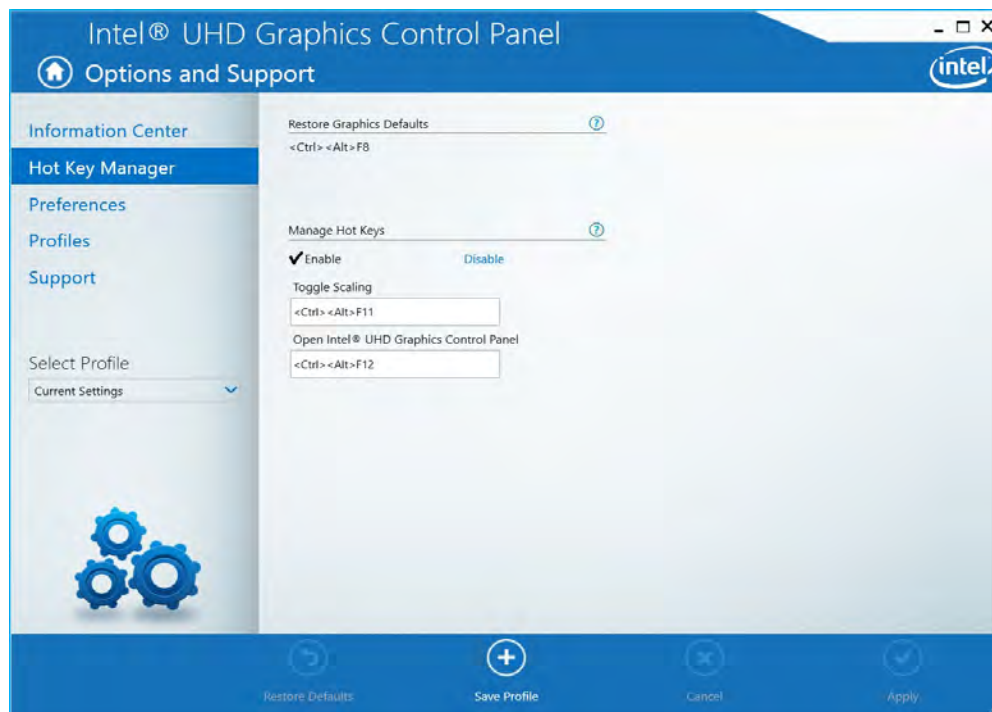 Intel® UHD Graphics Control Panel
Options and Support
intel
Information Center
Hot Key Manager
Preferences
Profiles
Support
Select Profile
Current Settings
Restore Graphics Defaults
?
<Ctrl> <Alt>F8
Manage Hot Keys
?
Enable
Disable
Toggle Scaling
<Ctrl> <Alt>F11
Open Intel® UHD Graphics Control Panel
<Ctrl> <Alt>F12
Restore Defaults
Save Profile
Cancel
Apply